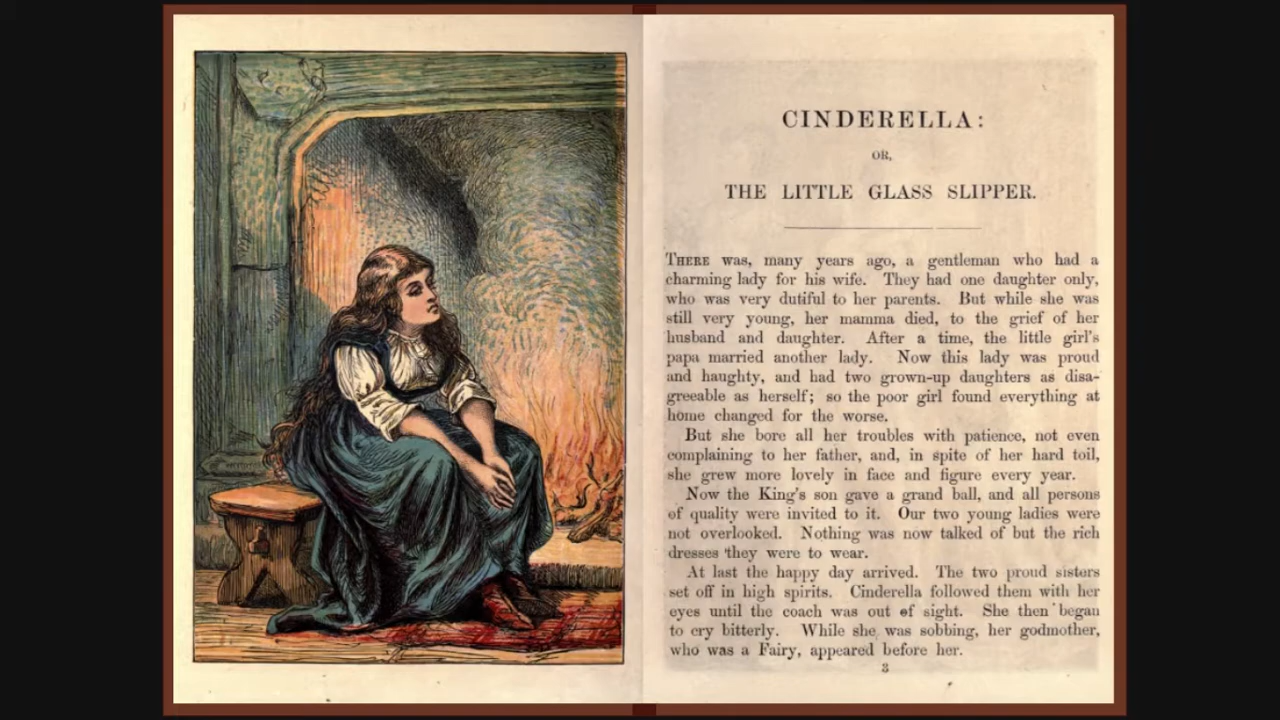 CINDERELLA:
OR,
THE LITTLE GLASS SLIPPER.
THERE was, many years ago, a gentleman who had a
charming lady for his wife. They had one daughter only,
who was very dutiful to her parents. But while she was
still very young, her mamma died, to the grief of her
husband and daughter. After a time, the little girl's
papa married another lady. Now this lady was proud
and haughty, and had two grown-up daughters as disa-
greeable as herself; so the poor girl found everything at
home changed for the worse.
But she bore all her troubles with patience, not even
complaining to her father, and, in spite of her hard toil,
she grew more lovely in face and figure every year.
Now the King's son gave a grand ball, and all persons
of quality were invited to it. Our two young ladies were
not overlooked. Nothing was now talked of but the rich
dresses they were to wear.
At last the happy day arrived. The two proud sisters
set off in high spirits. Cinderella followed them with her
eyes until the coach was out of sight. She then began
to cry bitterly. While she was sobbing, her godmother,
who was a Fairy, appeared before her.
3